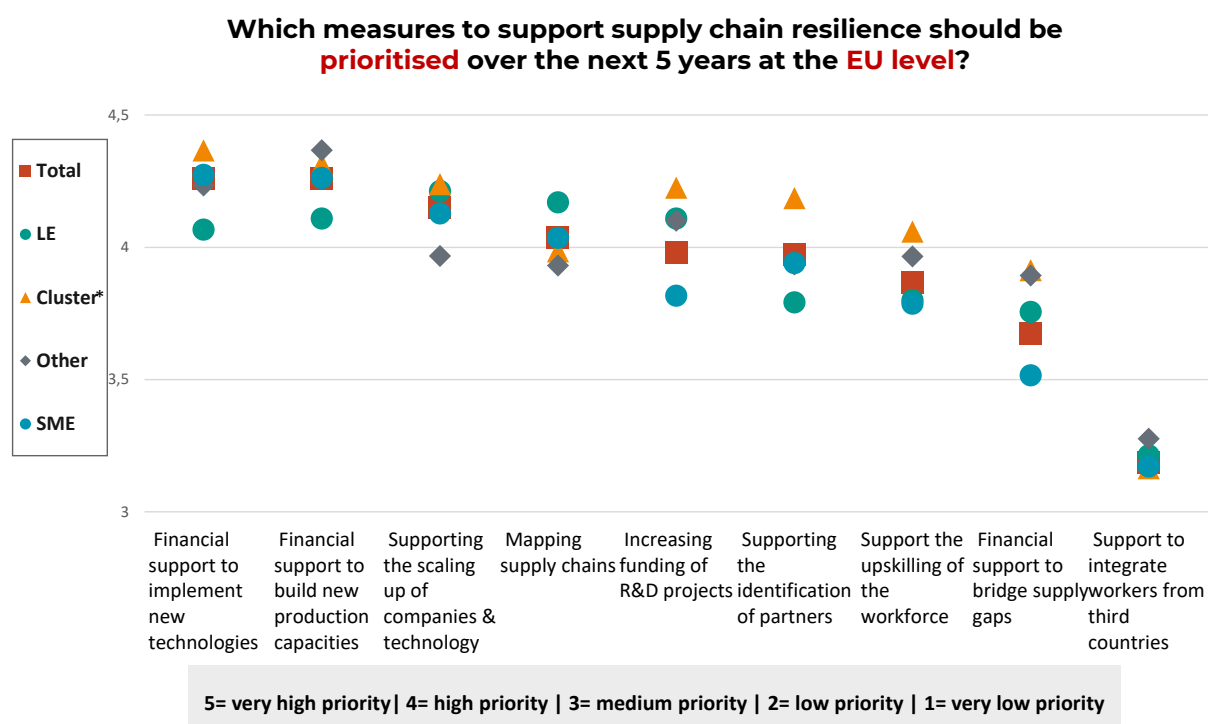 Which measures to support supply chain resilience should be
prioritised over the next 5 years at the EU level?
4,5
4
3,5
3
Total
LE
Cluster*
Other
SME
Financial
support to
implement
new
technologies
Financial
support to
build new
production
capacities
Supporting
the scaling
up of
companies &
technology
Mapping
supply chains
Increasing
funding of
R&D projects
Supporting
the
identification
of partners
Support the
upskilling of
the
workforce
Financial
support to
bridge supply
gaps
Support to
integrate
workers from
third
countries
5= very high priority| 4= high priority | 3= medium priority | 2= low priority | 1= very low priority